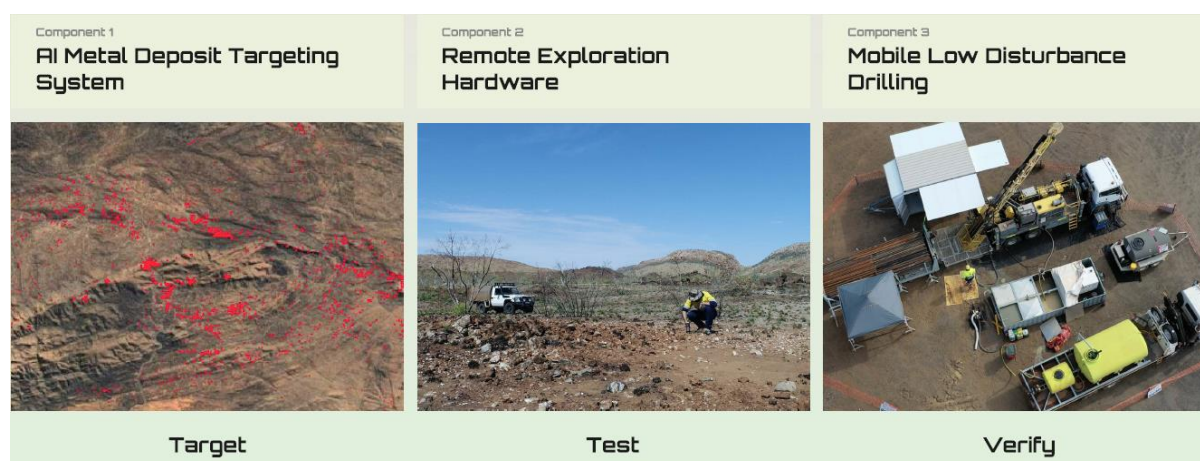 Component 1
AI Metal Deposit Targeting
System
Component 2
Remote Exploration
Hardware
Component 3
Mobile Low Disturbance
Drilling
Target
Test
Verify